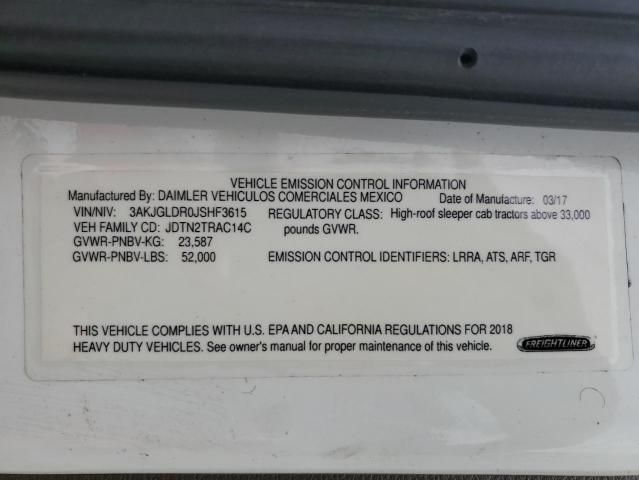 VEHICLE EMISSION CONTROL INFORMATION
Manufactured By: DAIMLER VEHICULOS COMERCIALES MEXICO Date of Manufacture: 03/17
VIN/NIV: 3AKJGLDR0JSHF3615 REGULATORY CLASS: High-roof sleeper cab tractors above 33,000
VEH FAMILY CD: JDTN2TRAC14C pounds GVWR.
GVWR-PNBV-KG: 23,587
GVWR-PNBV-LBS: 52,000 EMISSION CONTROL IDENTIFIERS: LRRA, ATS, ARF, TGR
THIS VEHICLE COMPLIES WITH U.S. EPA AND CALIFORNIA REGULATIONS FOR 2018
HEAVY DUTY VEHICLES. See owner's manual for proper maintenance of this vehicle.
FREIGHTLINER